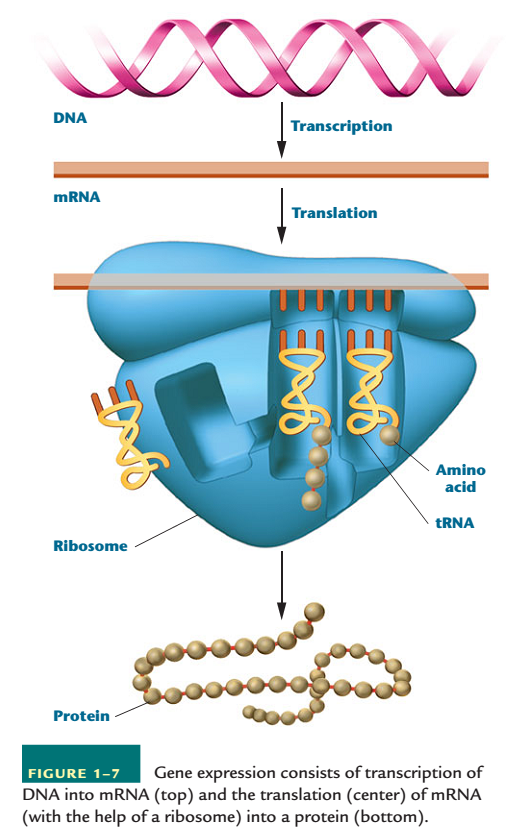 DNA
Transcription
mRNA
Translation
Amino
acid
tRNA
Ribosome
Protein
FIGURE 1–7 Gene expression consists of transcription of
DNA into mRNA (top) and the translation (center) of mRNA
(with the help of a ribosome) into a protein (bottom).